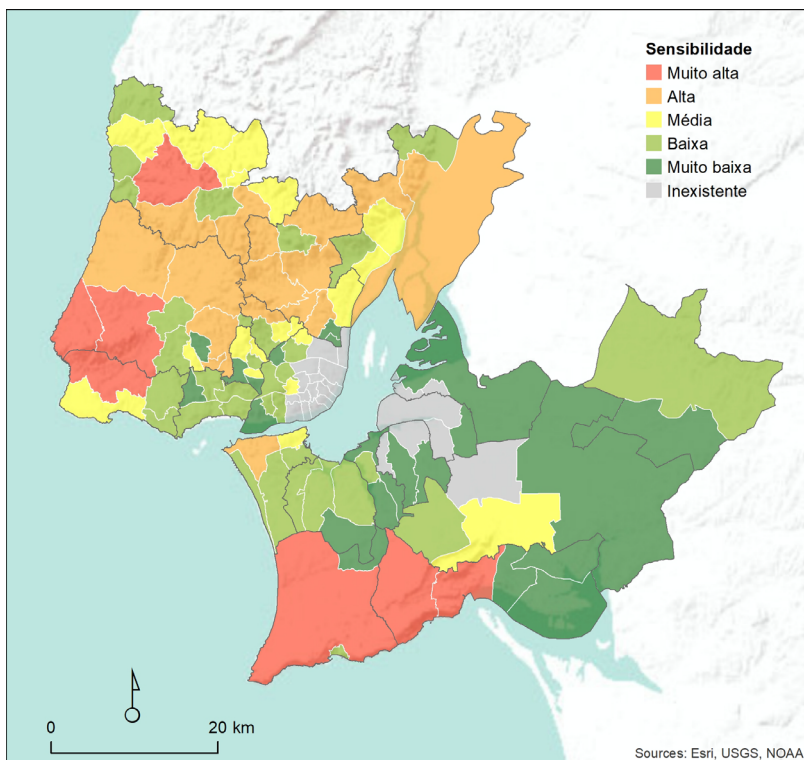 Sensibilidade
Muito alta
Alta
Média
Baixa
Muito baixa
Inexistente
0 20 km
Sources: Esri, USGS, NOAA